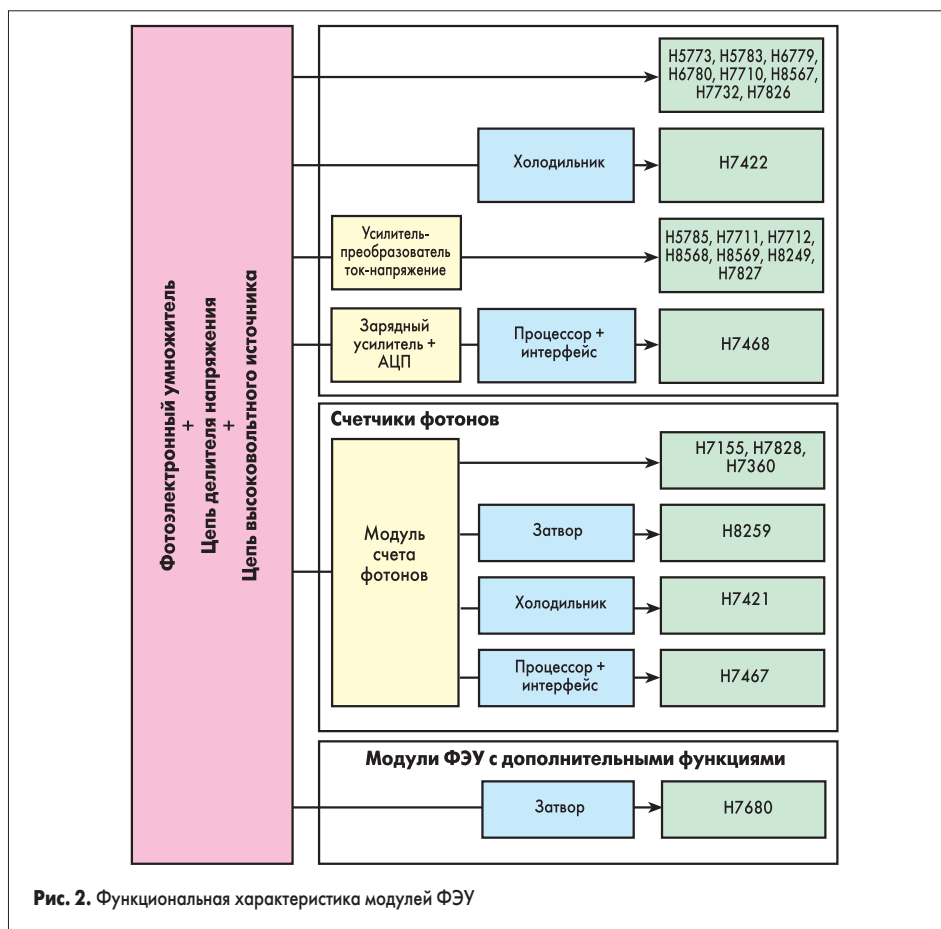 Фотоэлектронный умножитель
+
Цепь делителя напряжения
+
Цепь высоковольтного источника
H5773, H5783, H6779,
H6780, H7710, H8567,
H7732, H7826
Холодильник
H7422
Усилитель-
преобразователь
ток-напряжение
H5785, H7711, H7712,
H8568, H8569, H8249,
H7827
Зарядный
усилитель +
АЦП
Процессор +
интерфейс
H7468
Счетчики фотонов
Модуль
счета
фотонов
H7155, H7828,
H7360
Затвор
H8259
Холодильник
H7421
Процессор +
интерфейс
H7467
Модули ФЭУ с дополнительными функциями
Затвор
H7680
Рис. 2. Функциональная характеристика модулей ФЭУ